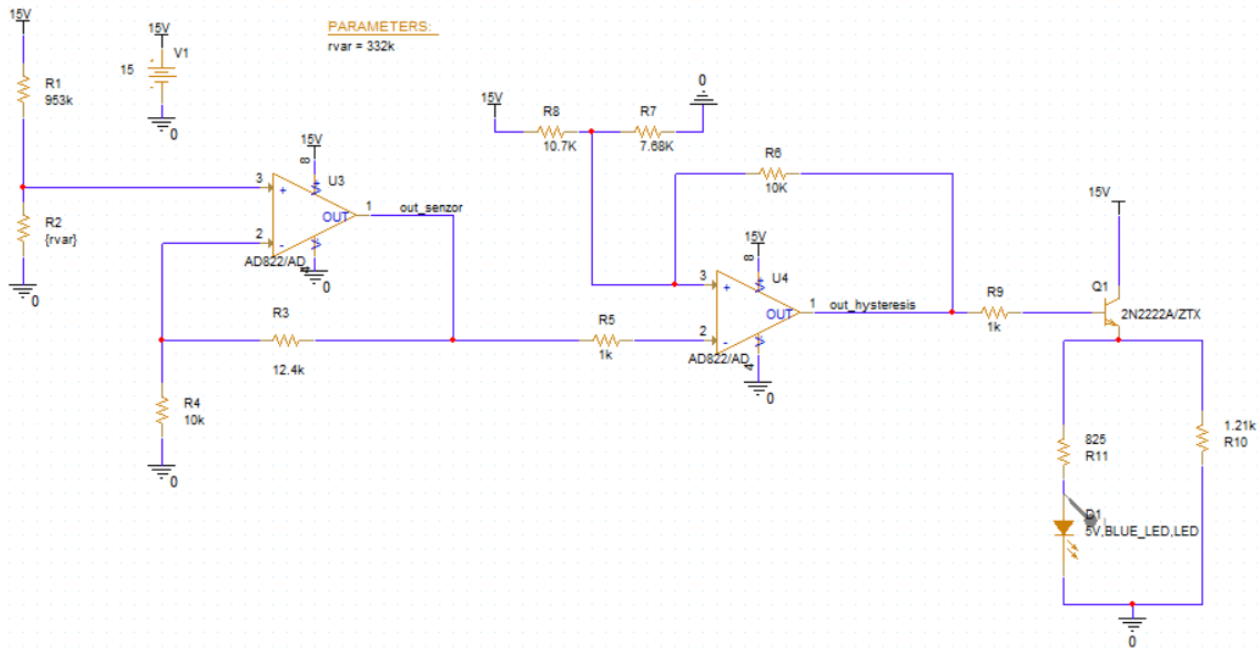 15V
15V
PARAMETERS:
rvar = 332k
V1
15
R1
953k
0
0
15V
R8
R7
10.7K
7.68K
15V
8
R6
10K
3
+
U3
OUT
1
out_senzor
R2
{rvar}
2
-
AD822/AD_
4
0
0
15V
8
15V
3
+
U4
OUT
1
out_hysteresis
R9
1k
Q1
2N2222A/ZTX
R3
12.4k
R5
1k
2
-
AD822/AD_
4
0
R4
10k
0
825
R11
1.21k
R10
D1
5V,BLUE_LED,LED
0